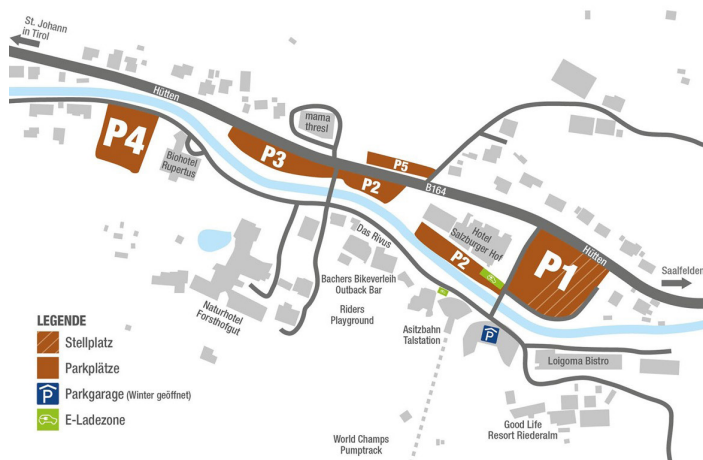 St. Johann
in Tirol
Hütten
mama
thresl
P4
Biohotel
Rupertus
P3
P5
P2
B164
Hotel
Salzburger Hof
Hütten
P1
Saalfelden
Das Rivus
P2
Bachers Bikeverleih
Outback Bar
Naturhotel
Forsthofgut
Riders
Playground
Asitzbahn
Talstation
P
Loigoma Bistro
LEGENDE
Stellplatz
Parkplätze
P
Parkgarage (Winter geöffnet)
E-Ladezone
Good Life
Resort Riederalm
World Champs
Pumptrack